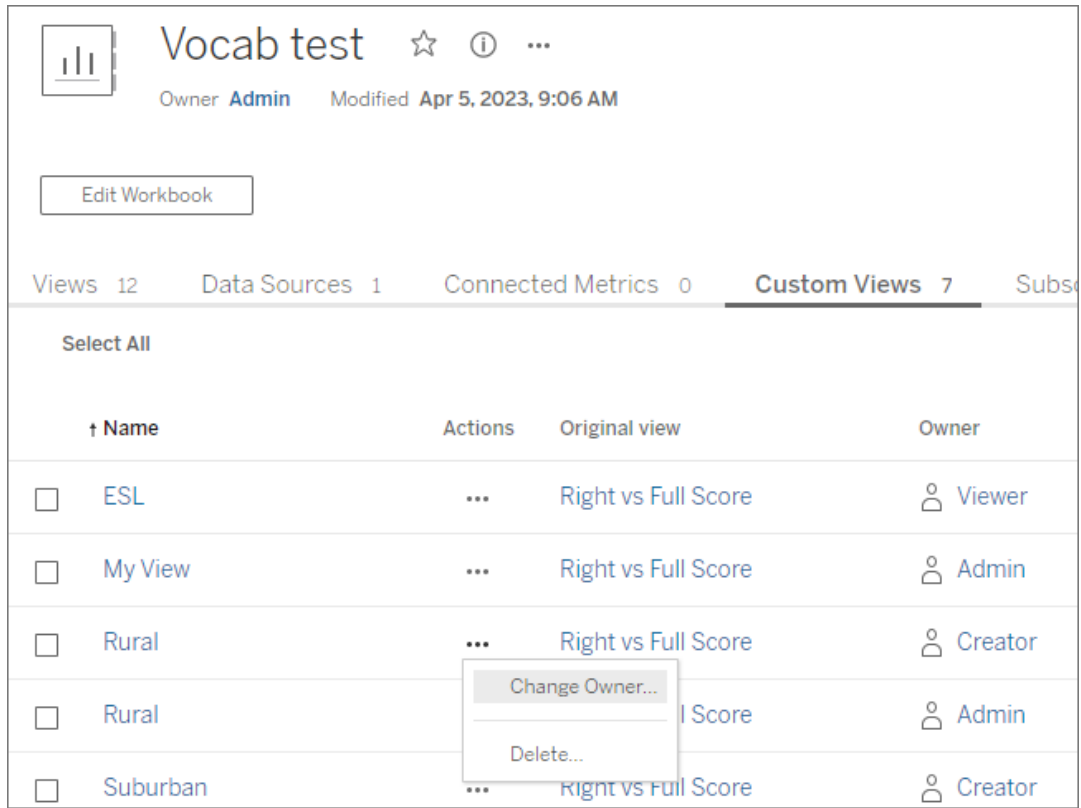 Vocab test
Owner Admin Modified Apr 5, 2023, 9:06 AM
Edit Workbook
Views 12 Data Sources 1 Connected Metrics 0 Custom Views 7
Select All
↑ Name Actions Original view Owner
ESL ••• Right vs Full Score Viewer
My View ••• Right vs Full Score Admin
Rural ••• Right vs Full Score Creator
Change Owner...
Rural Score Admin
Delete...
Suburban ••• Right vs Full Score Creator